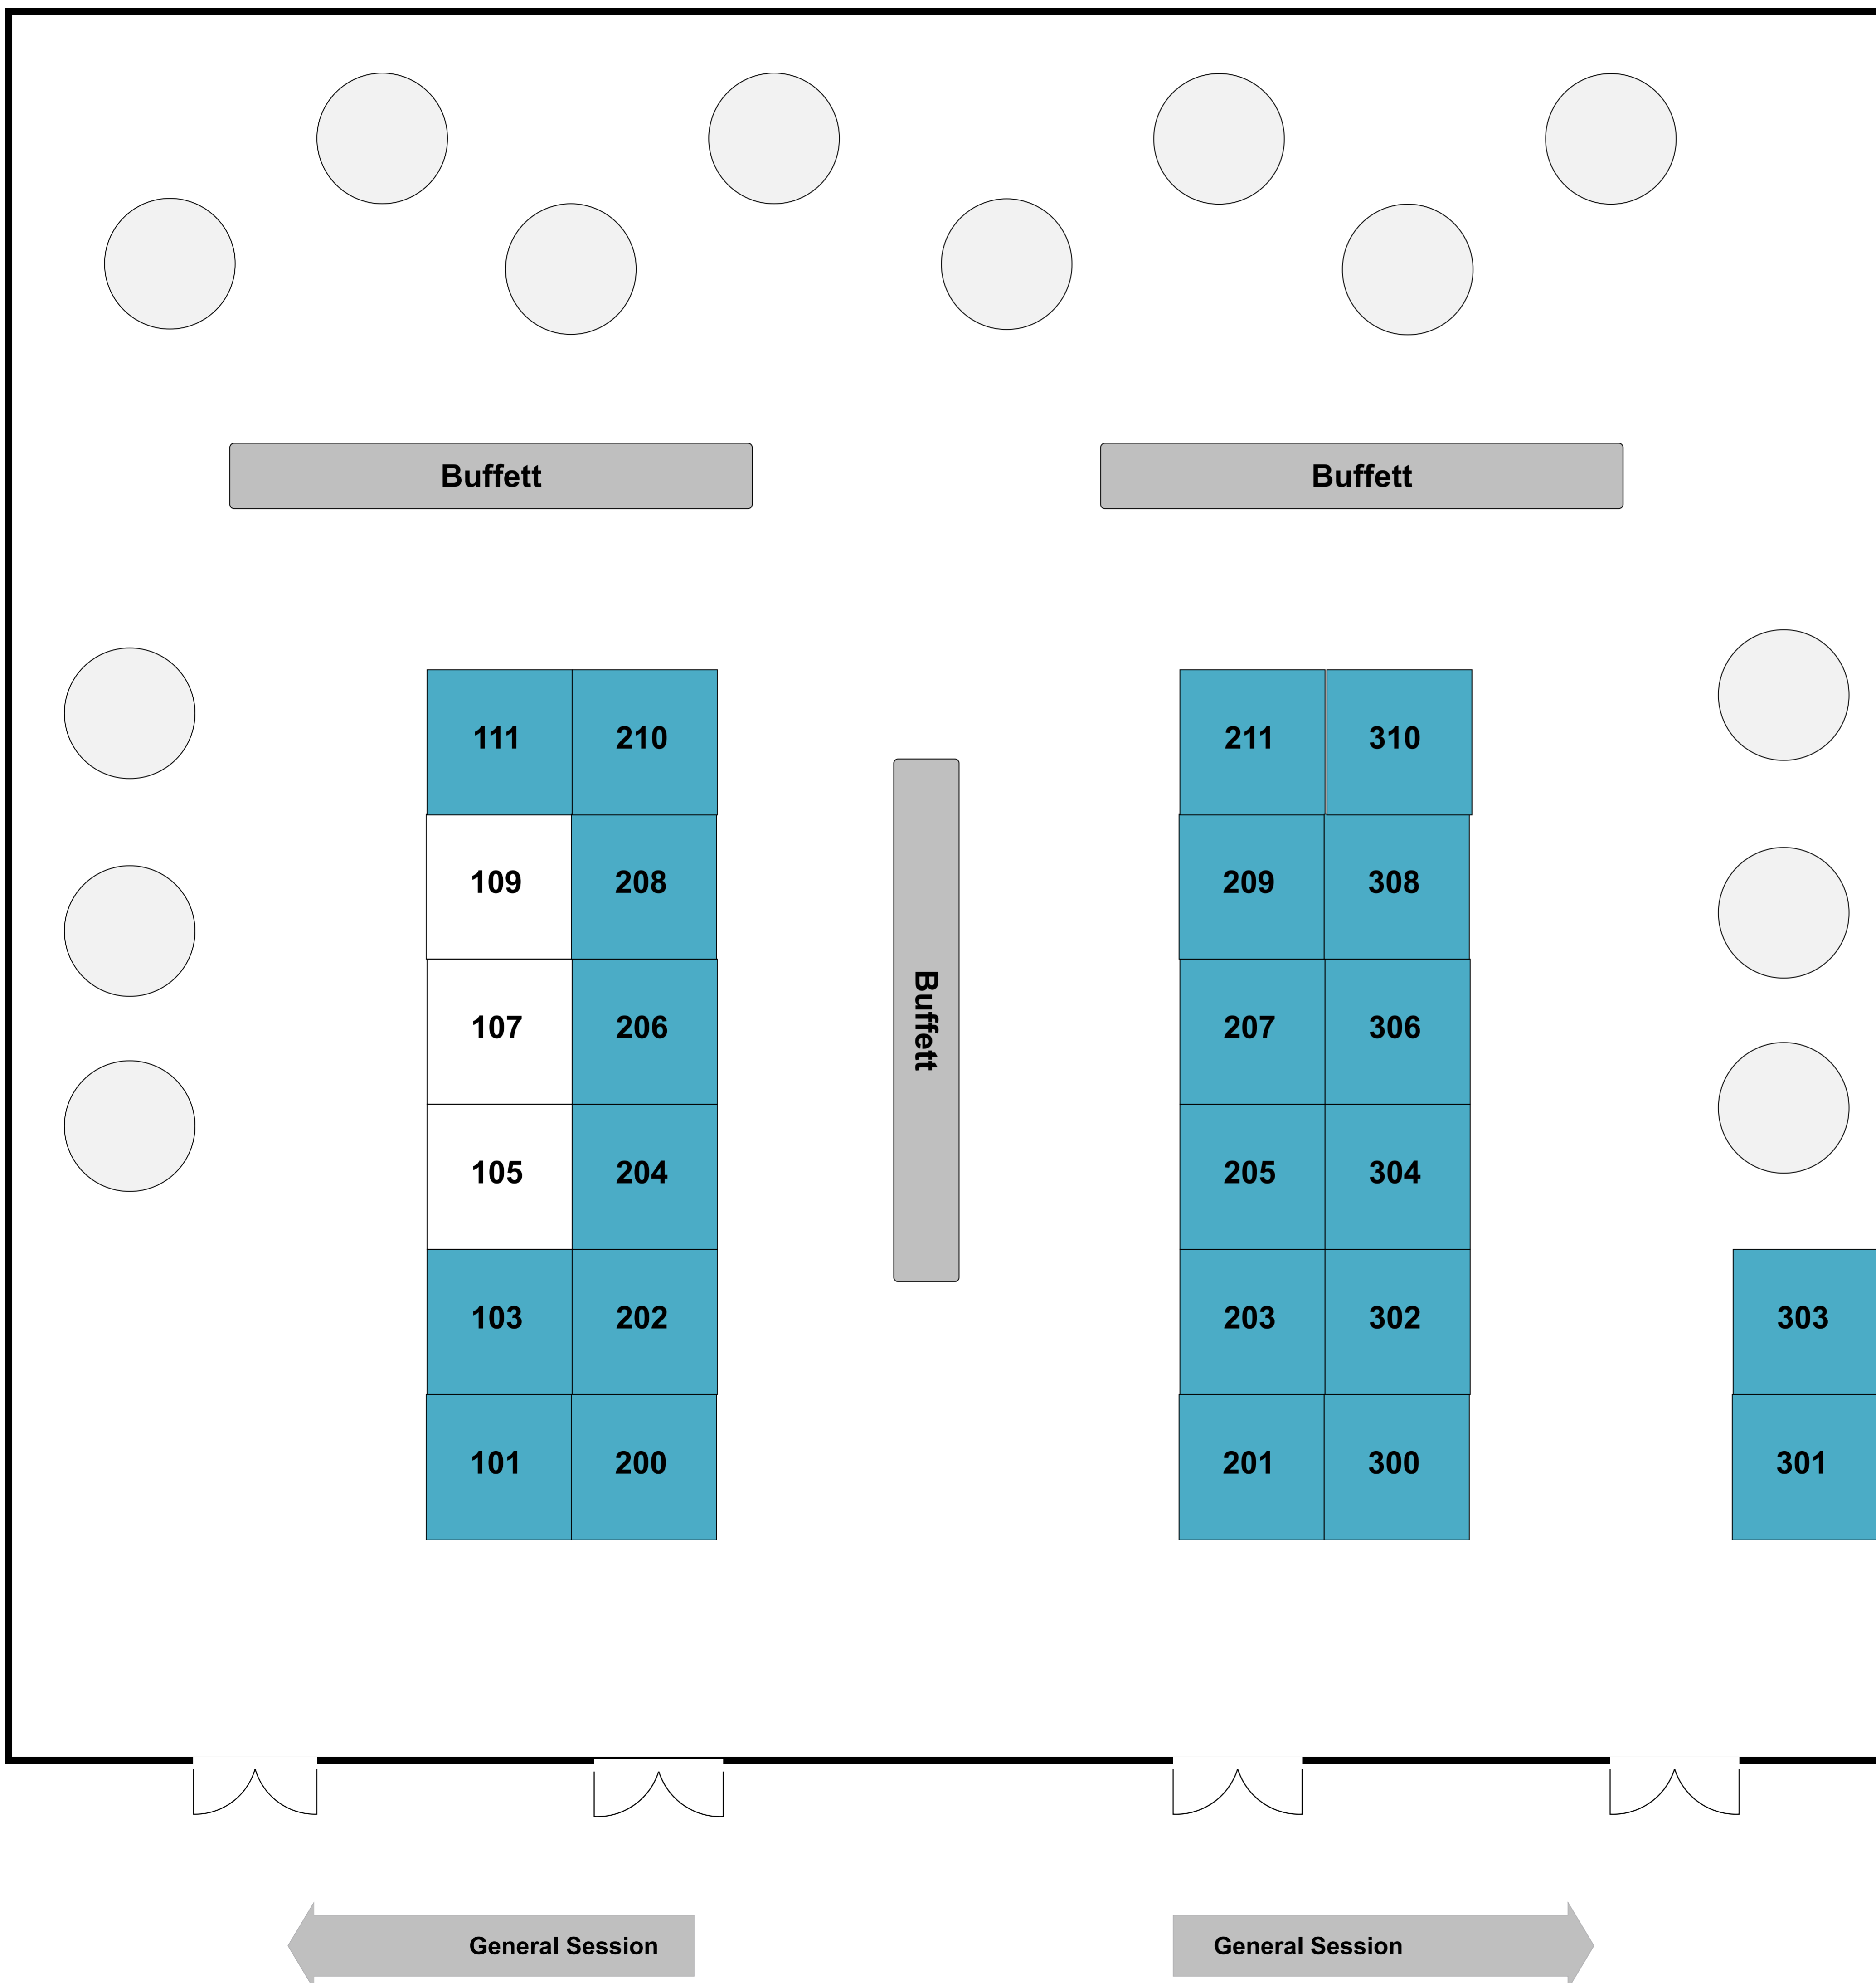 Buffett
Buffett
111 210 211 310
109 208 209 308
Buffett
107 206 207 306
105 204 205 304
103 202 203 302 303
101 200 201 300 301
General Session
General Session